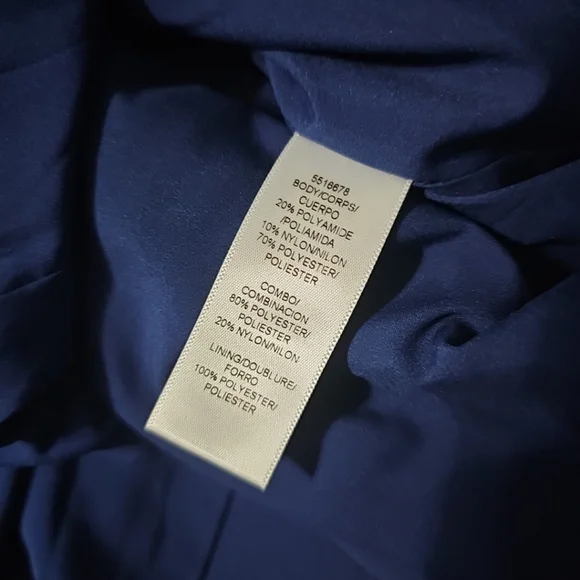 5516678
BODY/CORPS/
CUERPO
20% POLYAMIDE
/POLIAMIDA
10% NYLON/NILON
70% POLYESTER/
POLIESTER
COMBO/
COMBINACION
80% POLYESTER/
POLIESTER
20% NYLON/NILON
LINING/DOUBLURE/
FORRO
100% POLYESTER/
POLIESTER